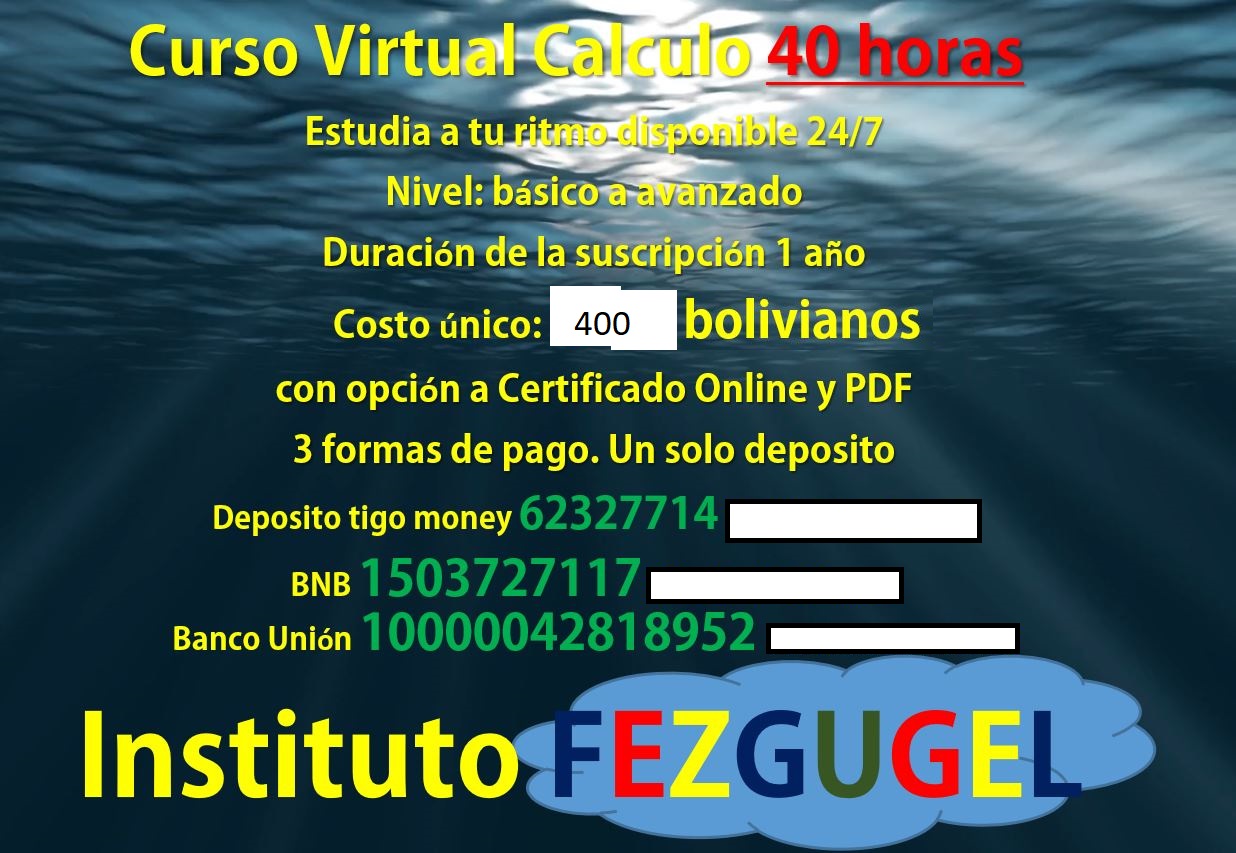 Curso Virtual Calculo 40 horas
Estudia a tu ritmo disponible 24/7
Nivel: básico a avanzado
Duración de la suscripción 1 año
Costo único: 400 bolivianos
con opción a Certificado Online y PDF
3 formas de pago. Un solo deposito
Deposito tigo money 62327714
BNB 1503727117
Banco Unión 10000042818952
Instituto FEZGUGEL